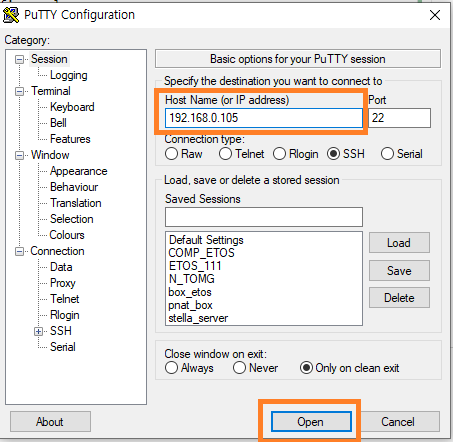 PuTTY Configuration
Category:
Session
Logging
Terminal
Keyboard
Bell
Features
Window
Appearance
Behaviour
Translation
Selection
Colours
Connection
Data
Proxy
Telnet
Rlogin
SSH
Serial
Basic options for your PuTTY session
Specify the destination you want to connect to
Host Name (or IP address) Port
192.168.0.105 22
Connection type:
Raw Telnet Rlogin SSH Serial
Load, save or delete a stored session
Saved Sessions
Default Settings
COMP_ETOS
ETOS_111
N_TOMG
box_etos
pnat_box
stella_server
Load
Save
Delete
Close window on exit:
Always Never Only on clean exit
About Open Cancel